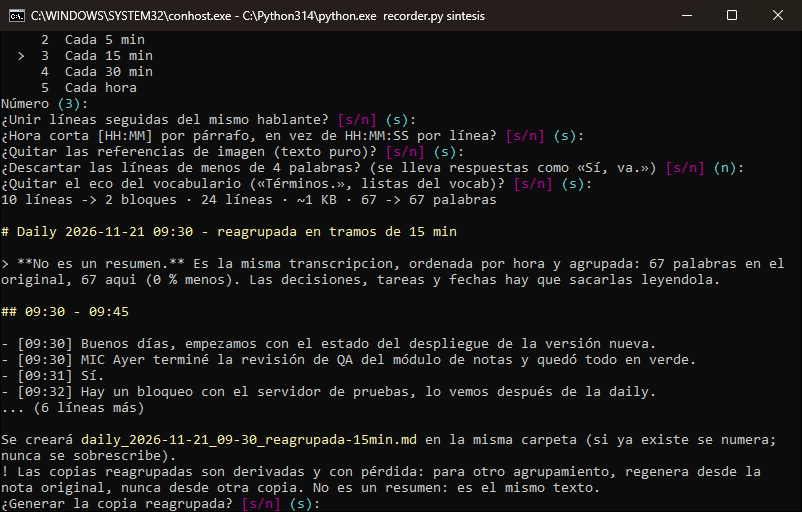 C:\WINDOWS\SYSTEM32\conhost.exe - C:\Python314\python.exe  recorder.py sintesis
     2  Cada 5 min
  >  3  Cada 15 min
     4  Cada 30 min
     5  Cada hora
Número (3):
¿Unir líneas seguidas del mismo hablante? [s/n] (s):
¿Hora corta [HH:MM] por párrafo, en vez de HH:MM:SS por línea? [s/n] (s):
¿Quitar las referencias de imagen (texto puro)? [s/n] (s):
¿Descartar las líneas de menos de 4 palabras? (se lleva respuestas como «Sí, va.») [s/n] (n):
¿Quitar el eco del vocabulario («Términos.», listas del vocab)? [s/n] (s):
10 líneas -> 2 bloques · 24 líneas · ~1 KB · 67 -> 67 palabras
# Daily 2026-11-21 09:30 - reagrupada en tramos de 15 min
> **No es un resumen.** Es la misma transcripcion, ordenada por hora y agrupada: 67 palabras en el
original, 67 aqui (0 % menos). Las decisiones, tareas y fechas hay que sacarlas leyendola.
## 09:30 - 09:45
- [09:30] Buenos días, empezamos con el estado del despliegue de la versión nueva.
- [09:30] MIC Ayer terminé la revisión de QA del módulo de notas y quedó todo en verde.
- [09:31] Sí.
- [09:32] Hay un bloqueo con el servidor de pruebas, lo vemos después de la daily.
... (6 líneas más)
Se creará daily_2026-11-21_09-30_reagrupada-15min.md en la misma carpeta (si ya existe se numera;
nunca se sobrescribe).
! Las copias reagrupadas son derivadas y con pérdida: para otro agrupamiento, regenera desde la
nota original, nunca desde otra copia. No es un resumen: es el mismo texto.
¿Generar la copia reagrupada? [s/n] (s):